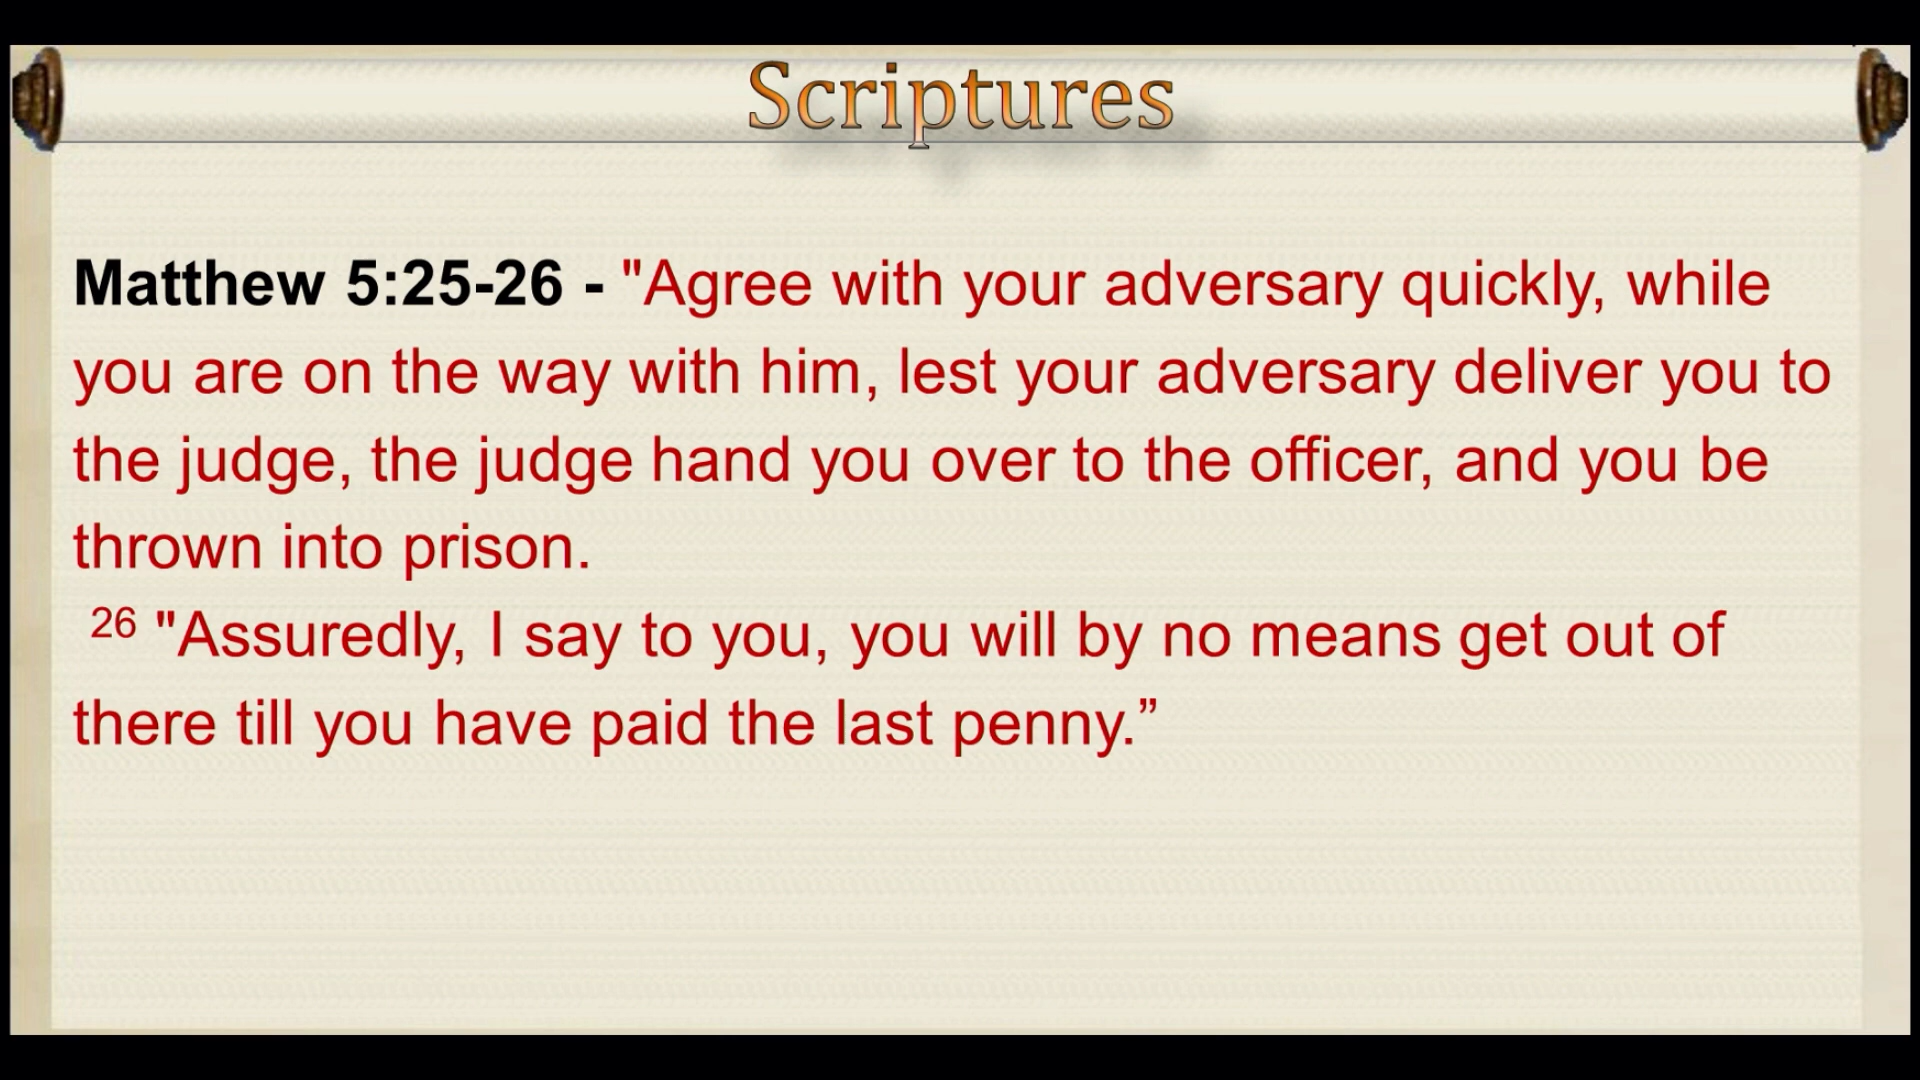 Scriptures
Matthew 5:25-26 - "Agree with your adversary quickly, while
you are on the way with him, lest your adversary deliver you to
the judge, the judge hand you over to the officer, and you be
thrown into prison.
26 "Assuredly, I say to you, you will by no means get out of
there till you have paid the last penny.”